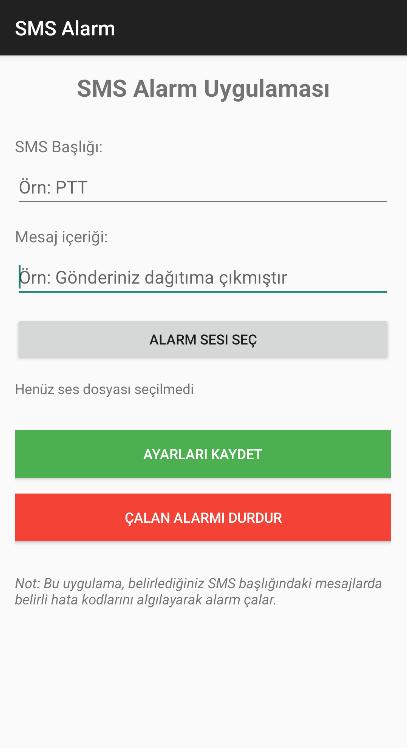 SMS Alarm
SMS Alarm Uygulaması
SMS Başlığı:
Örn: PTT
Mesaj içeriği:
Örn: Gönderiniz dağıtıma çıkmıştır
ALARM SESI SEÇ
Henüz ses dosyası seçilmedi
AYARLARI KAYDET
ÇALAN ALARMI DURDUR
Not: Bu uygulama, belirlediğiniz SMS başlığındaki mesajlarda
belirli hata kodlarını algılayarak alarm çalar.